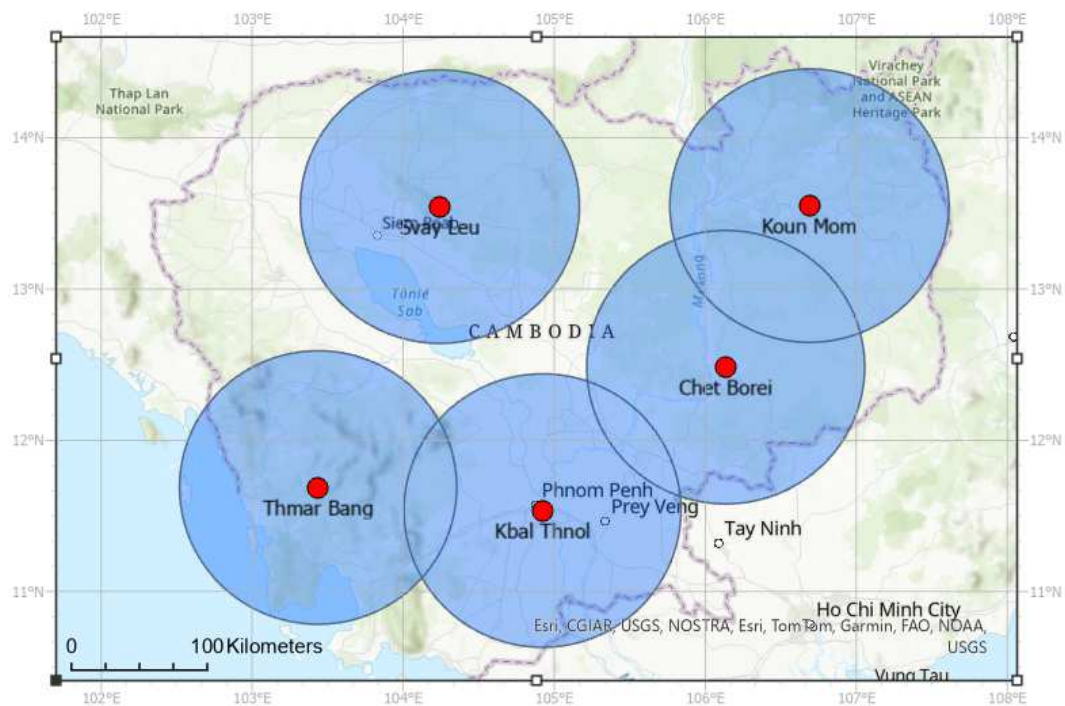 102°E 103°E 104°E 105°E 106°E 107°E 108°E
Thap Lan
National Park
Virachey
National Park
and ASEAN
Heritage Park
14°N 14°N
Siem Reab
Svay Leu
Koun Mom
13°N 13°N
Mekong
Tônlé
Sab
CAMBODIA
Chet Borei
12°N 12°N
Phnom Penh
Prey Veng
Thmar Bang
Kbal Thnol
Tay Ninh
11°N 11°N
Ho Chi Minh City
Esri, CGIAR, USGS, NOSTRA, Esri, TomTom, Garmin, FAO, NOAA,
USGS
0 100 Kilometers
Vung Tau
102°E 103°E 104°E 105°E 106°E 107°E 108°E